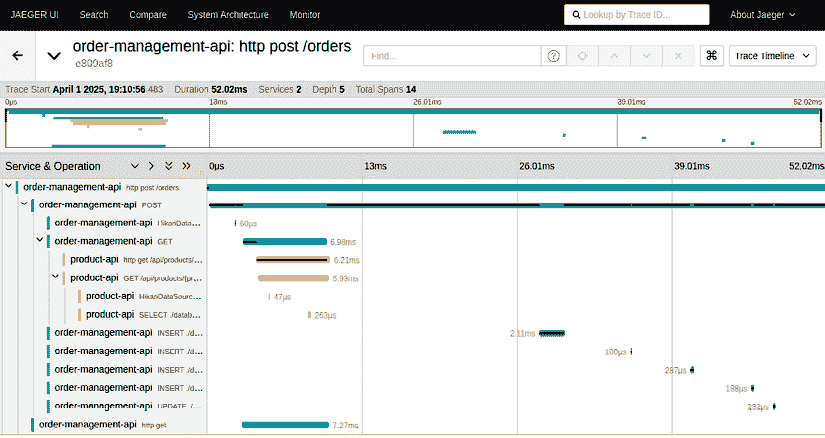 JAEGER UI Search Compare System Architecture Monitor Lookup by Trace ID... About Jaeger
order-management-api: http post /orders
e809af8
Find... Trace Timeline
Trace Start April 1 2025, 19:10:56.483 Duration 52.02ms Services 2 Depth 5 Total Spans 14
0μs 13ms 26.01ms 39.01ms 52.02ms
Service & Operation 0μs 13ms 26.01ms 39.01ms 52.02ms
order-management-api http post /orders
order-management-api POST
order-management-api HikariData... 60μs
order-management-api GET 6.98ms
product-api http get /api/products/... 6.21ms
product-api GET /api/products/{pr... 5.93ms
product-api HikariDataSourc... 47μs
product-api SELECT ./datab... 263μs
order-management-api INSERT ./d... 2.11ms
order-management-api INSERT ./d... 100μs
order-management-api INSERT ./d... 287μs
order-management-api INSERT ./d... 188μs
order-management-api UPDATE ./... 232μs
order-management-api http get 7.27ms